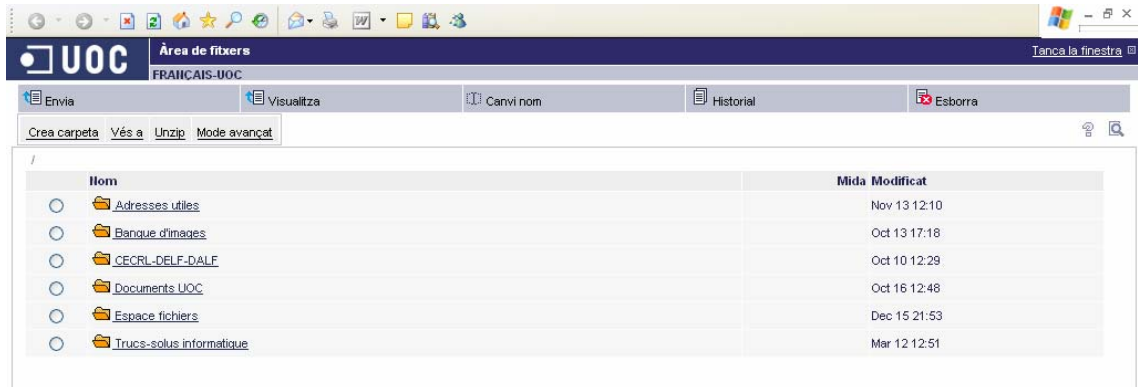 UOC
Àrea de fitxers
Tanca la finestra
FRANÇAIS-UOC
Envia Visualitza Canvi nom Historial Esborra
Crea carpeta Vés a Unzip Mode avançat
/
Nom Mida Modificat
Adresses utiles Nov 13 12:10
Banque d'images Oct 13 17:18
CECRL-DELF-DALF Oct 10 12:29
Documents UOC Oct 16 12:48
Espace fichiers Dec 15 21:53
Trucs-solus informatique Mar 12 12:51